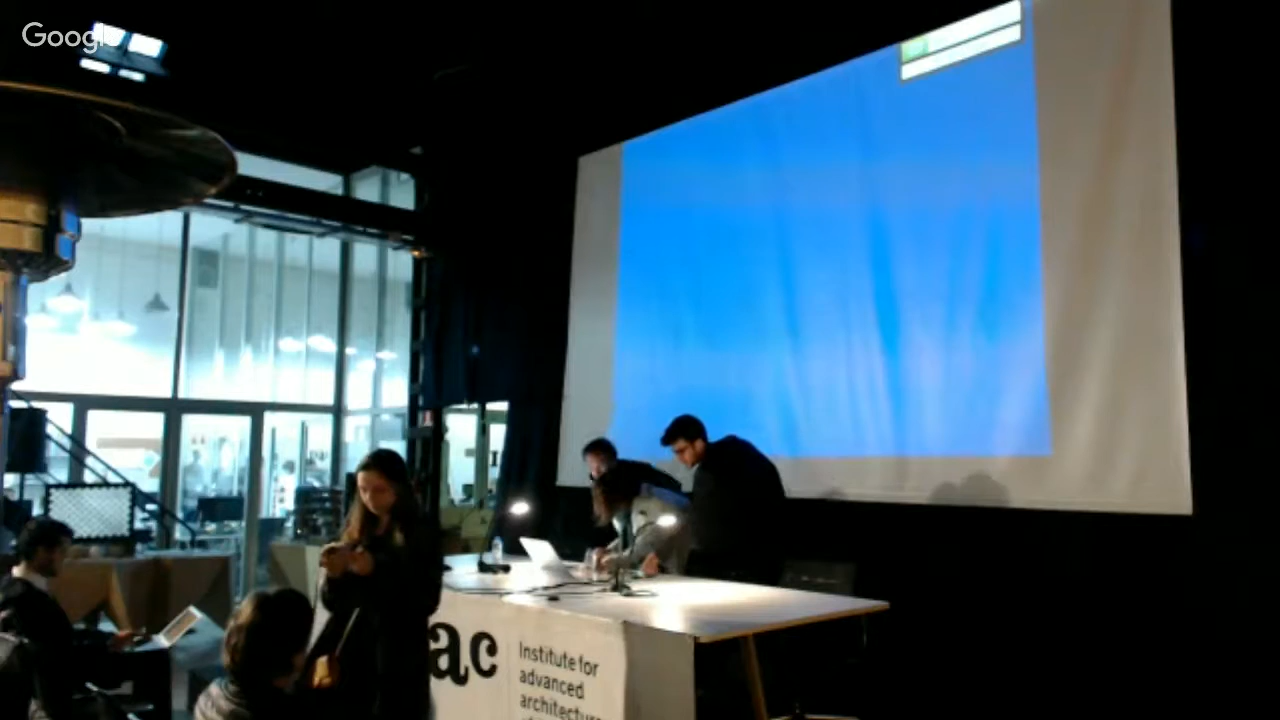 Google
ac
Institute for
advanced
architecture